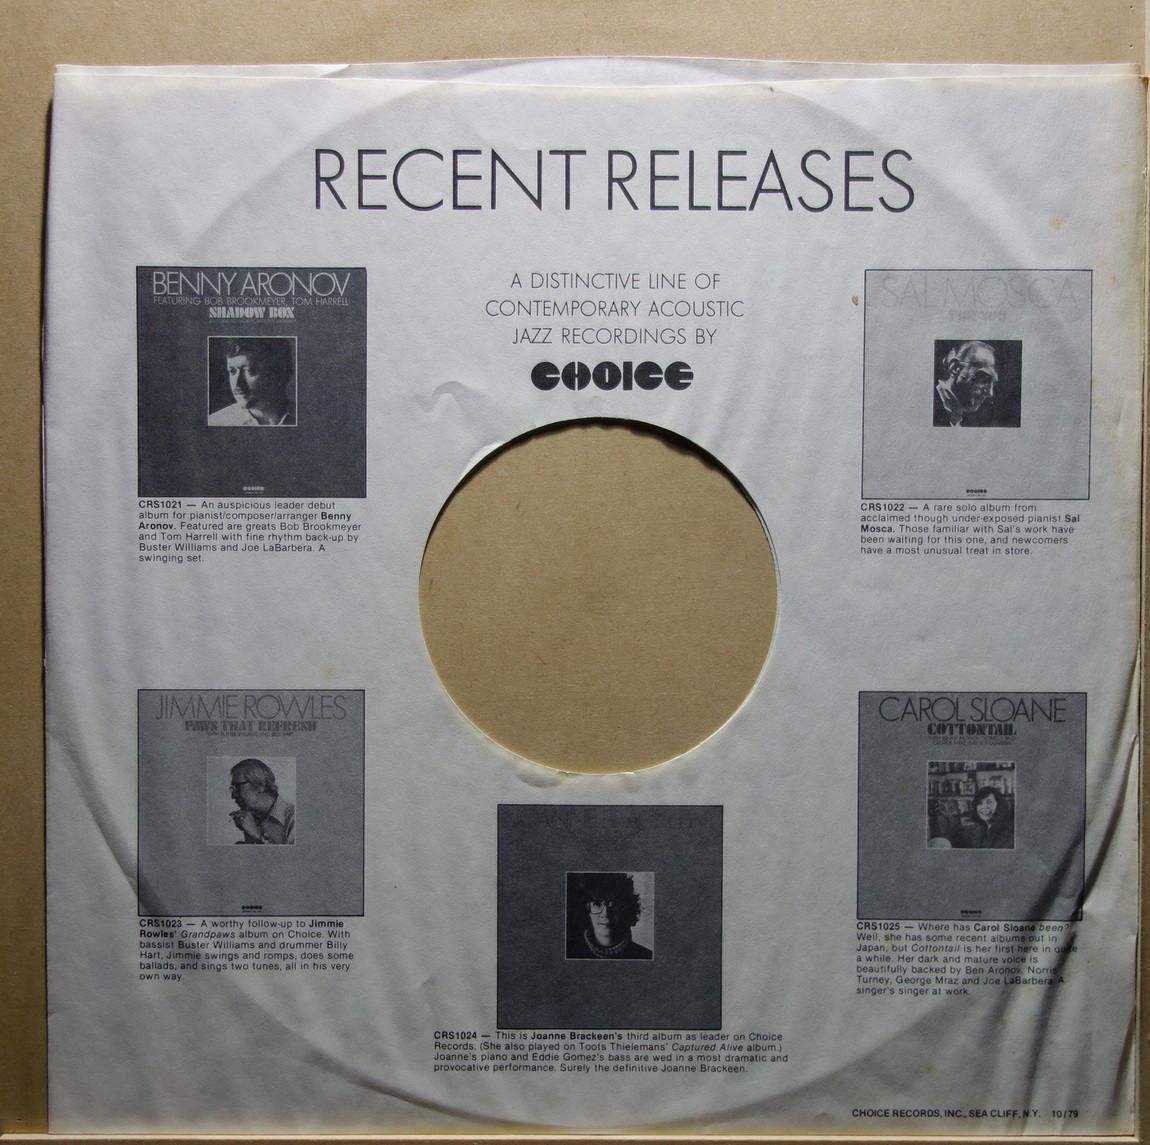 RECENT RELEASES
A DISTINCTIVE LINE OF
CONTEMPORARY ACOUSTIC
JAZZ RECORDINGS BY
CHOICE
BENNY ARONOV
FEATURING BOB BROOKMEYER, TOM HARRELL
SHADOW BOX
CHOICE
CRS1021 — An auspicious leader debut
album for pianist/composer/arranger Benny
Aronov. Featured are greats Bob Brookmeyer
and Tom Harrell with fine rhythm back-up by
Buster Williams and Joe LaBarbera. A
swinging set.
SAL MOSCA
CHOICE
CRS1022 — A rare solo album from
acclaimed though under-exposed pianist Sal
Mosca. Those familiar with Sal's work have
been waiting for this one, and newcomers
have a most unusual treat in store.
JIMMIE ROWLES
PAWS THAT REFRESH
CHOICE
CRS1023 — A worthy follow-up to Jimmie
Rowles' Grandpaws album on Choice. With
bassist Buster Williams and drummer Billy
Hart, Jimmie swings and romps, does some
ballads, and sings two tunes, all in his very
own way.
CRS1024 — This is Joanne Brackeen's third album as leader on Choice
Records. (She also played on Toots Thielemans' Captured Alive album.)
Joanne's piano and Eddie Gomez's bass are wed in a most dramatic and
provocative performance. Surely the definitive Joanne Brackeen.
CAROL SLOANE
COTTONTAIL
CHOICE
CRS1025 — Where has Carol Sloane been?
Well, she has some recent albums out in
Japan, but Cottontail is her first here in quite
a while. Her dark and mature voice is
beautifully backed by Ben Aronov, Norris
Turney, George Mraz and Joe LaBarbera. A
singer's singer at work.
CHOICE RECORDS, INC., SEA CLIFF, N.Y. 10/79